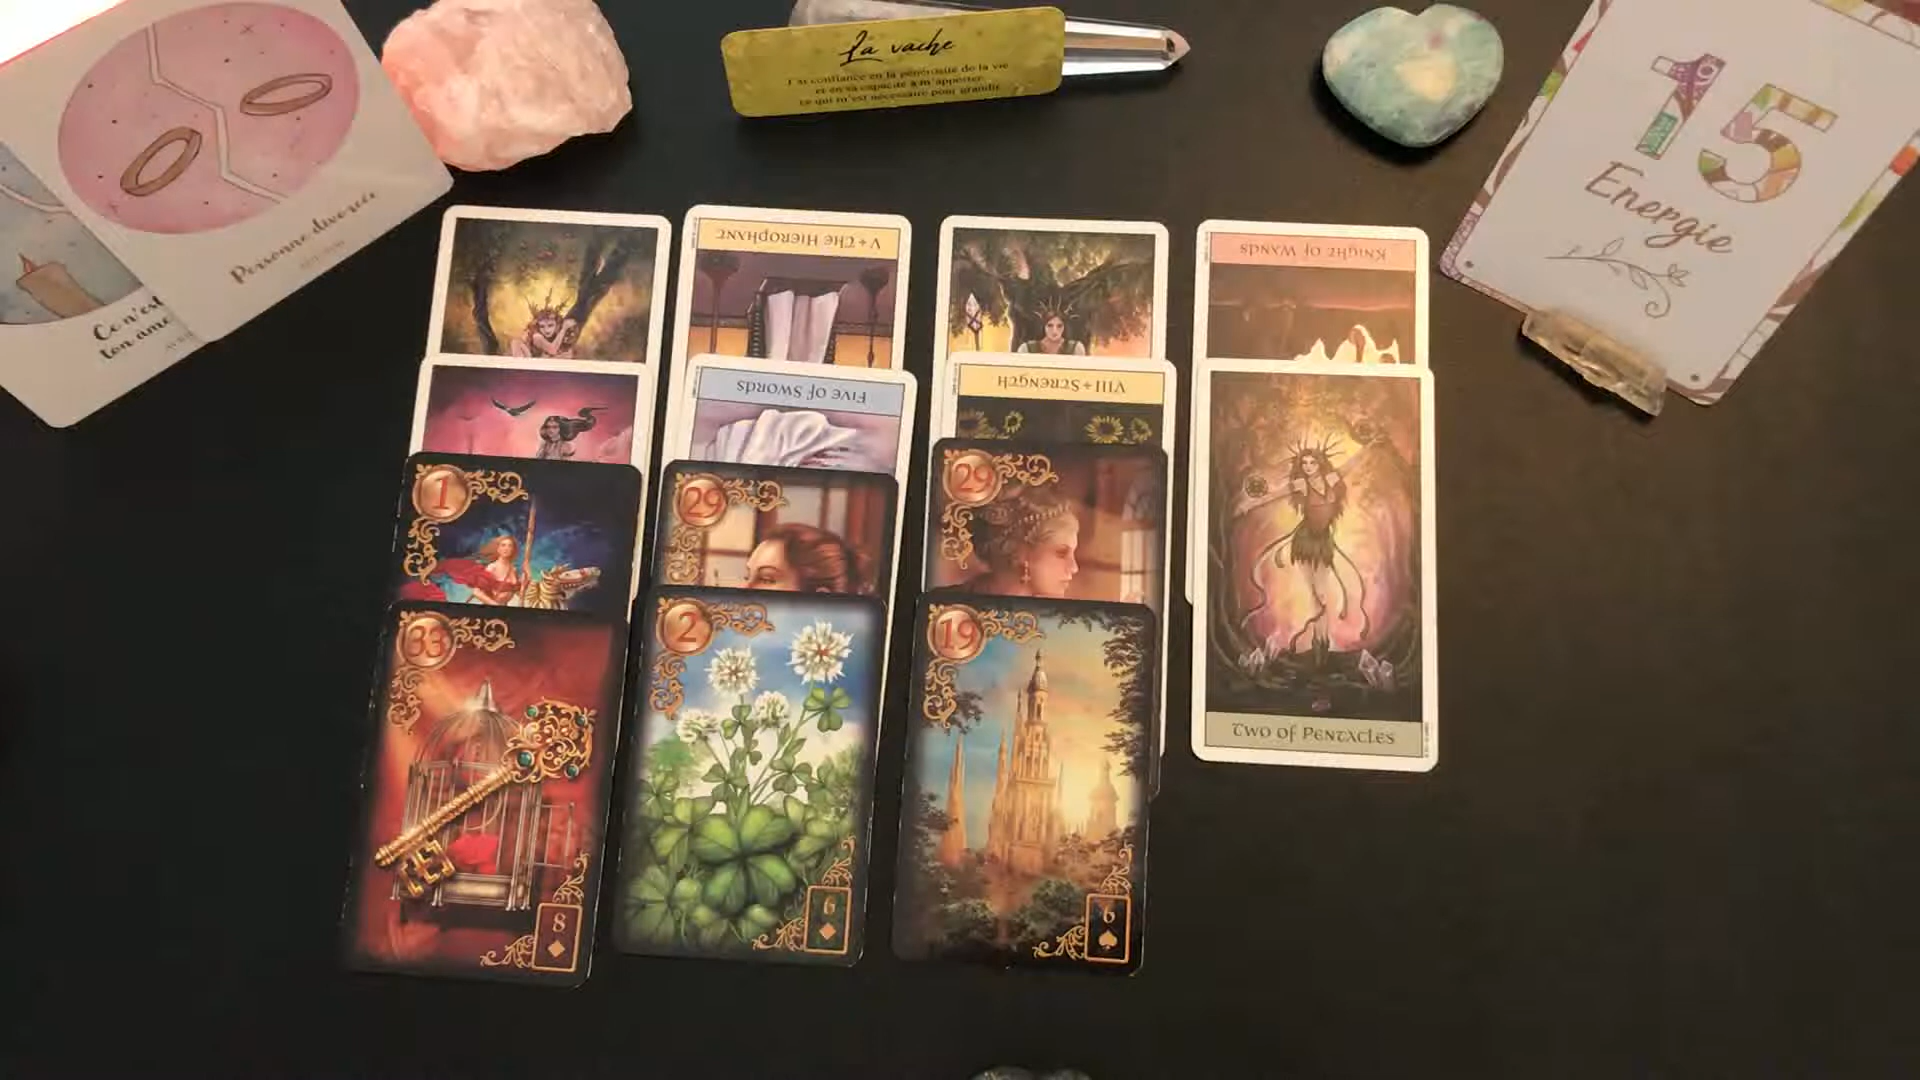 La vache
J'ai confiance en la générosité de la vie
et en sa capacité à m'apporter
ce qui m'est nécessaire pour grandir.
15
Energie
Personne divorcée
Ce n'est
ton ame
V + THE HIEROPHANT
KNIGHT OF WANDS
FIVE OF SWORDS
VIII + STRENGTH
1
29
29
TWO OF PENTACLES
33
2
19
8
6
6